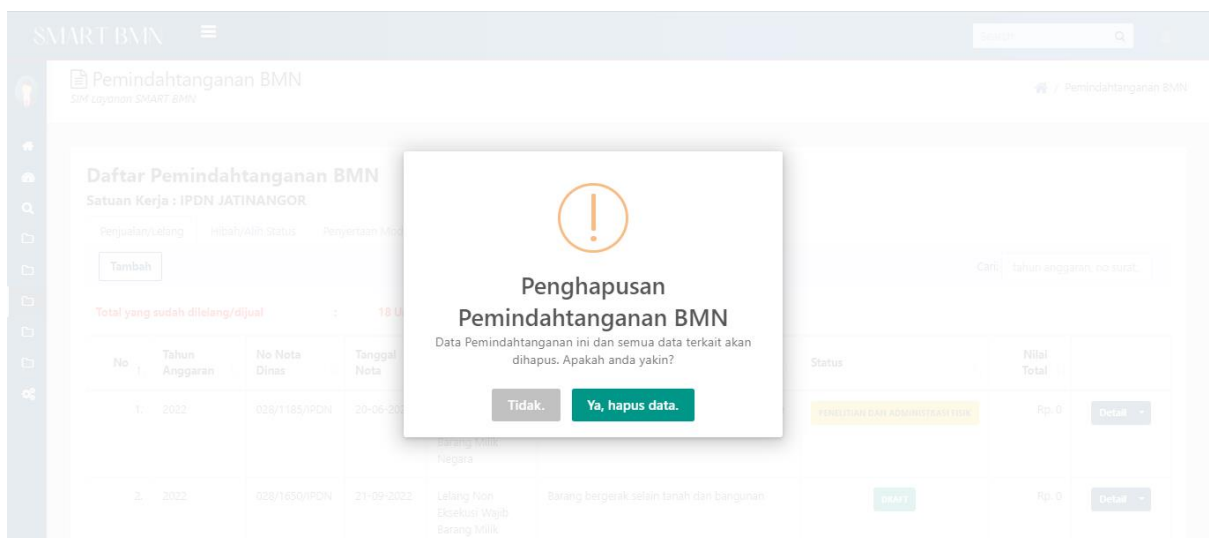 SMART BMN
Search
Pemindahtanganan BMN
SIM Layanan SMART BMN
/ Pemindahtanganan BMN
Daftar Pemindahtanganan BMN
Satuan Kerja : IPDN JATINANGOR
Penjualan/Lelang Hibah/Alih Status Penyertaan
Tambah
Cari: tahun anggaran, no surat,
Total yang sudah dilelang/dijual : 18
No Tahun Anggaran No Nota Dinas Tanggal Nota Status Nilai Total
1. 2022 028/1185/IPDN PENELITIAN DAN ADMINISTRASI FISIK Rp. 0 Detail
Barang Milik
Negara
2. 2022 028/1650/IPDN 21-09-2022 Lelang Non Barang bergerak selain tanah dan bangunan DRAFT Rp. 0 Detail
Eksekusi Wajib
Barang Milik
Penghapusan
Pemindahtanganan BMN
Data Pemindahtanganan ini dan semua data terkait akan
dihapus. Apakah anda yakin?
Tidak. Ya, hapus data.